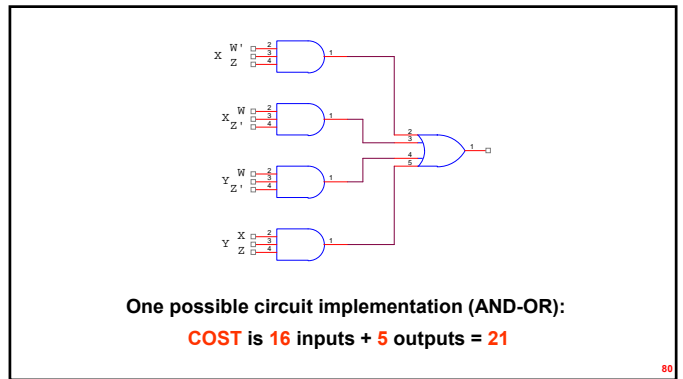 W' 2
X 3 1
Z 4
W 2
X 3 1
Z' 4
2
3
4 1
5
W 2
Y 3 1
Z' 4
X 2
Y 3 1
Z 4
One possible circuit implementation (AND-OR):
COST is 16 inputs + 5 outputs = 21
80